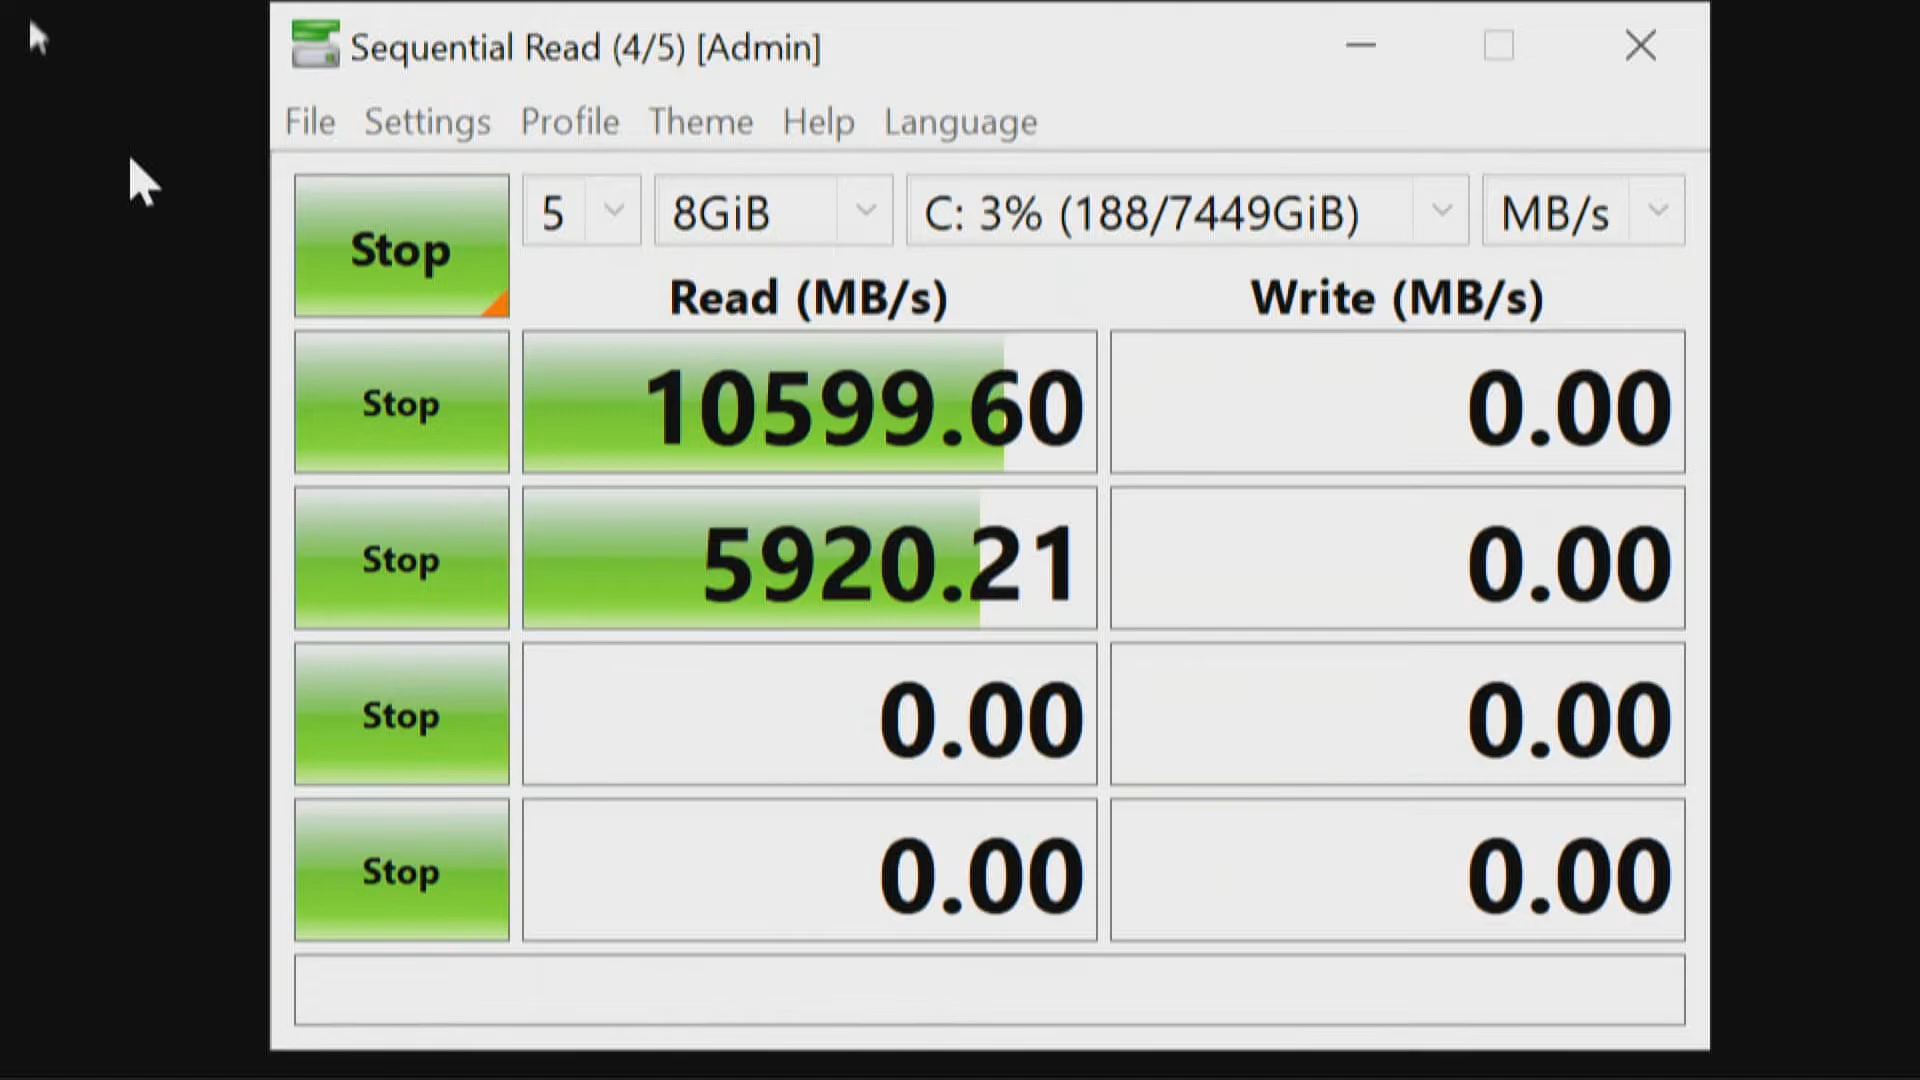 Sequential Read (4/5) [Admin]
File Settings Profile Theme Help Language
Stop 5 8GiB C: 3% (188/7449GiB) MB/s
Read (MB/s) Write (MB/s)
Stop 10599.60 0.00
Stop 5920.21 0.00
Stop 0.00 0.00
Stop 0.00 0.00